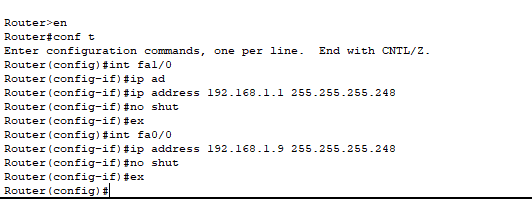 Router>en
Router#conf t
Enter configuration commands, one per line.  End with CNTL/Z.
Router(config)#int fa1/0
Router(config-if)#ip ad
Router(config-if)#ip address 192.168.1.1 255.255.255.248
Router(config-if)#no shut
Router(config-if)#ex
Router(config)#int fa0/0
Router(config-if)#ip address 192.168.1.9 255.255.255.248
Router(config-if)#no shut
Router(config-if)#ex
Router(config)#